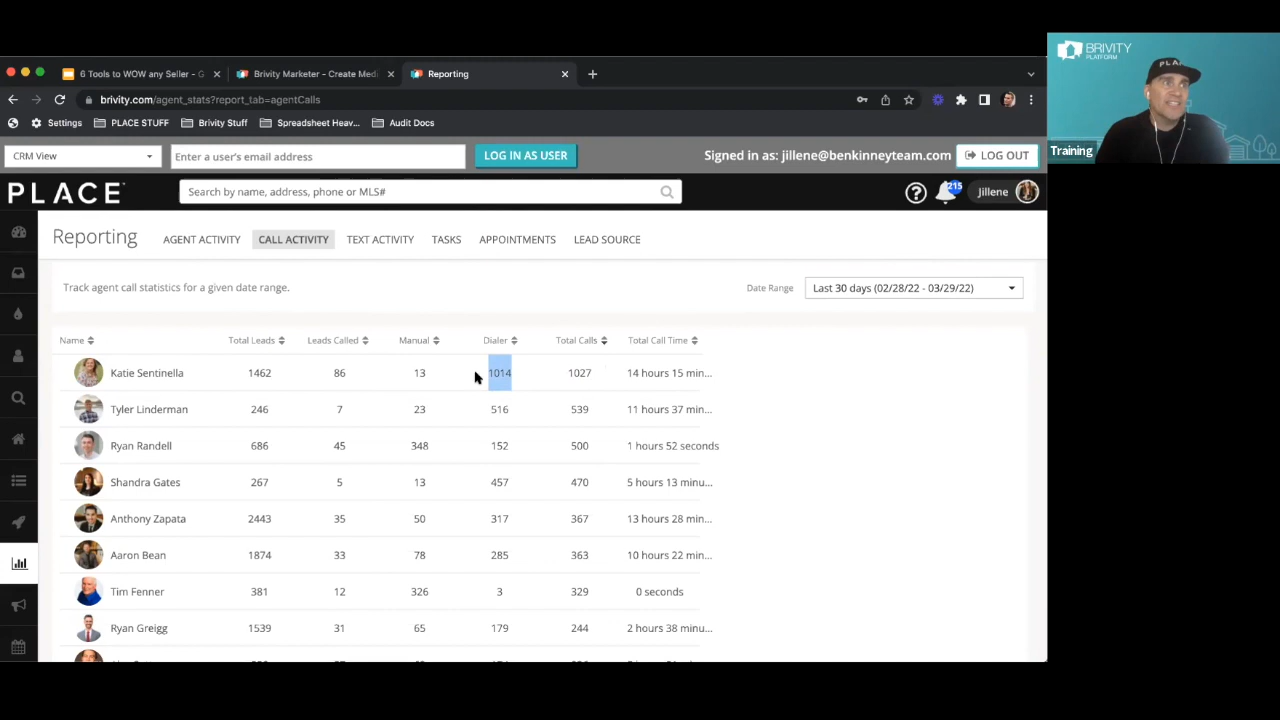 6 Tools to WOW any Seller - G
Brivity Marketer - Create Medi
Reporting
brivity.com/agent_stats?report_tab=agentCalls
Settings PLACE STUFF Brivity Stuff Spreadsheet Heav... Audit Docs
CRM View Enter a user's email address LOG IN AS USER Signed in as: jillene@benkinneyteam.com LOG OUT
PLACE Search by name, address, phone or MLS# 215 Jillene
Reporting AGENT ACTIVITY CALL ACTIVITY TEXT ACTIVITY TASKS APPOINTMENTS LEAD SOURCE
Track agent call statistics for a given date range. Date Range Last 30 days (02/28/22 - 03/29/22)
Name Total Leads Leads Called Manual Dialer Total Calls Total Call Time
Katie Sentinella 1462 86 13 1014 1027 14 hours 15 min...
Tyler Linderman 246 7 23 516 539 11 hours 37 min...
Ryan Randell 686 45 348 152 500 1 hours 52 seconds
Shandra Gates 267 5 13 457 470 5 hours 13 minu...
Anthony Zapata 2443 35 50 317 367 13 hours 28 min...
Aaron Bean 1874 33 78 285 363 10 hours 22 min...
Tim Fenner 381 12 326 3 329 0 seconds
Ryan Greigg 1539 31 65 179 244 2 hours 38 minu...
BRIVITY
PLATFORM
PLA
Training